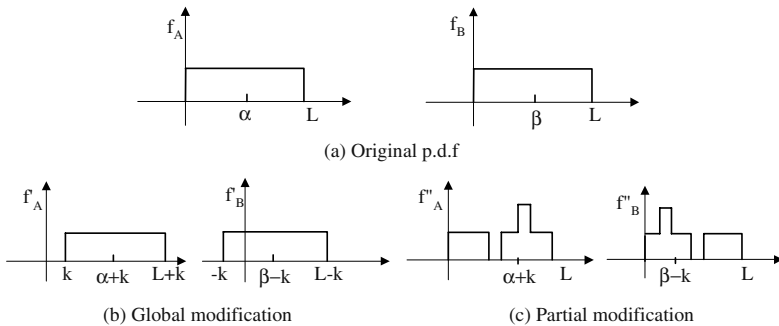 f_A
f_B
α L
β L
(a) Original p.d.f
f'_A
f'_B
f"_A
f"_B
k α+k L+k
-k β−k L-k
α+k L
β−k L
(b) Global modification
(c) Partial modification